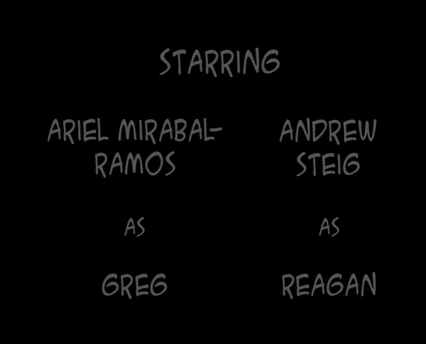 STARRING
ARIEL MIRABAL-
RAMOS
AS
GREG
ANDREW
STEIG
AS
REAGAN